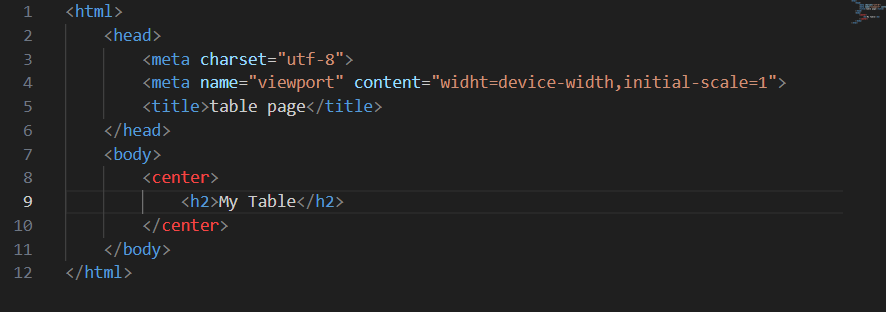 1 <html>
2 <head>
3 <meta charset="utf-8">
4 <meta name="viewport" content="widht=device-width,initial-scale=1">
5 <title>table page</title>
6 </head>
7 <body>
8 <center>
9 <h2>My Table</h2>
10 </center>
11 </body>
12 </html>